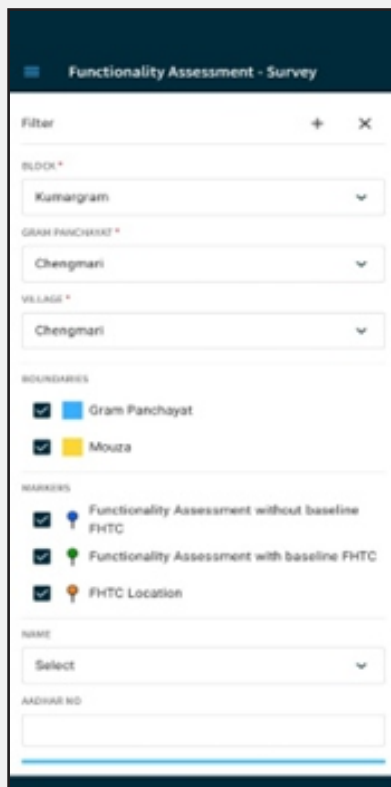 Functionality Assessment - Survey
Filter
BLOCK *
Kumargram
GRAM PANCHAYAT *
Chengmari
VILLAGE *
Chengmari
BOUNDARIES
Gram Panchayat
Mouza
MARKERS
Functionality Assessment without baseline
FHTC
Functionality Assessment with baseline FHTC
FHTC Location
NAME
Select
AADHAR NO